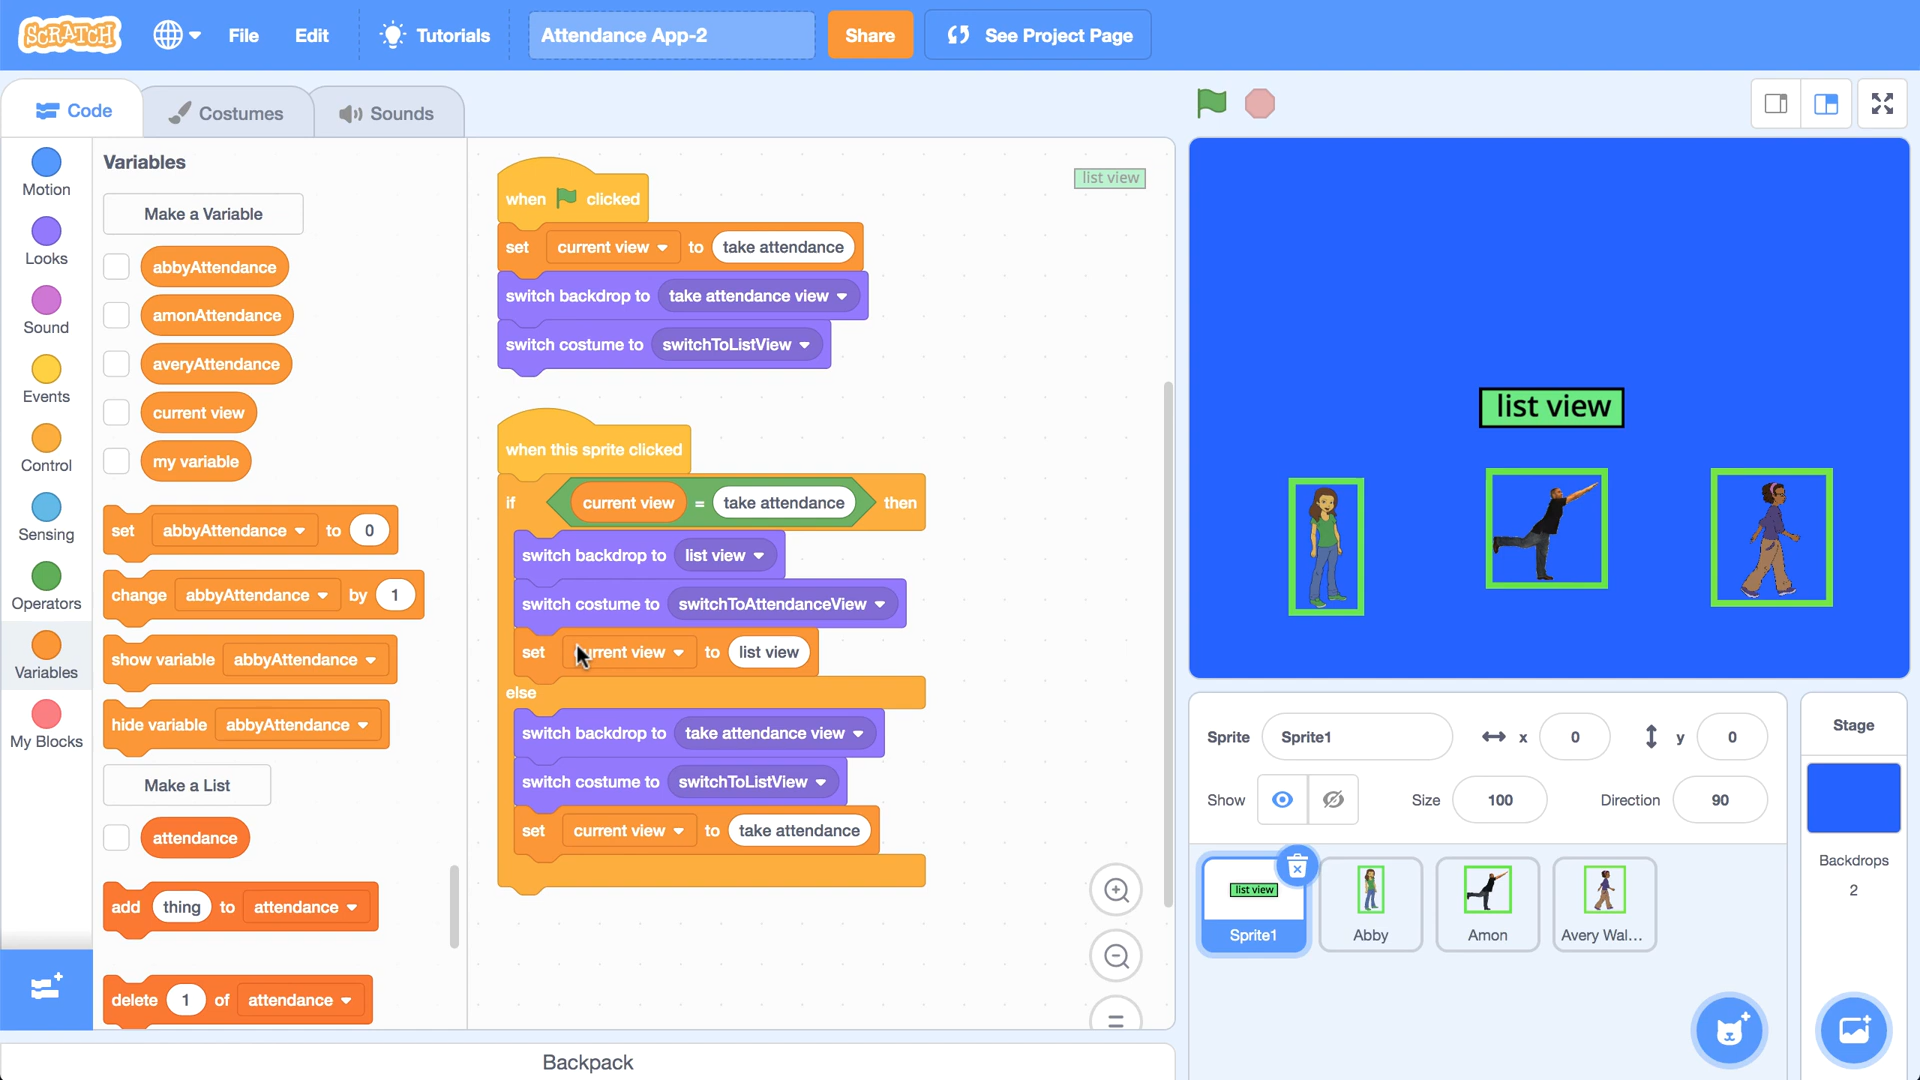 SCRATCH
File
Edit
Tutorials
Attendance App-2
Share
See Project Page
Code
Costumes
Sounds
Motion
Looks
Sound
Events
Control
Sensing
Operators
Variables
My Blocks
Variables
Make a Variable
abbyAttendance
amonAttendance
averyAttendance
current view
my variable
set abbyAttendance to 0
change abbyAttendance by 1
show variable abbyAttendance
hide variable abbyAttendance
Make a List
attendance
add thing to attendance
delete 1 of attendance
list view
when clicked
set current view to take attendance
switch backdrop to take attendance view
switch costume to switchToListView
when this sprite clicked
if current view = take attendance then
switch backdrop to list view
switch costume to switchToAttendanceView
set current view to list view
else
switch backdrop to take attendance view
switch costume to switchToListView
set current view to take attendance
Backpack
list view
Sprite Sprite1 x 0 y 0
Show Size 100 Direction 90
list view
Sprite1
Abby
Amon
Avery Wal...
Stage
Backdrops
2